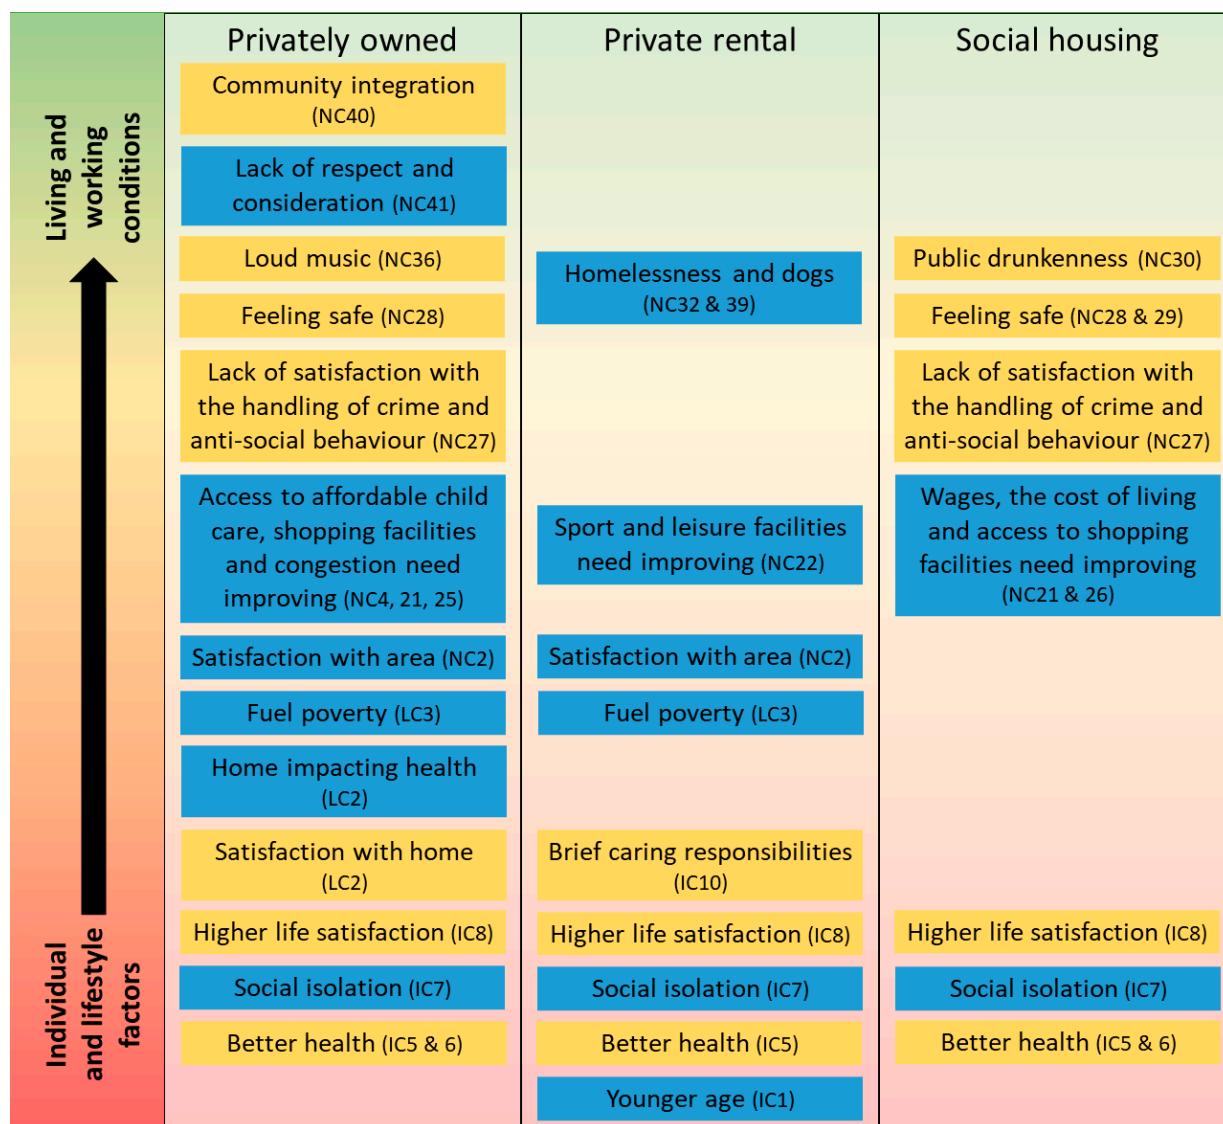 Living and
working
conditions
Individual
and lifestyle
factors
Privately owned
Community integration
(NC40)
Lack of respect and
consideration (NC41)
Loud music (NC36)
Feeling safe (NC28)
Lack of satisfaction with
the handling of crime and
anti-social behaviour (NC27)
Access to affordable child
care, shopping facilities
and congestion need
improving (NC4, 21, 25)
Satisfaction with area (NC2)
Fuel poverty (LC3)
Home impacting health
(LC2)
Satisfaction with home
(LC2)
Higher life satisfaction (IC8)
Social isolation (IC7)
Better health (IC5 & 6)
Private rental
Homelessness and dogs
(NC32 & 39)
Sport and leisure facilities
need improving (NC22)
Satisfaction with area (NC2)
Fuel poverty (LC3)
Brief caring responsibilities
(IC10)
Higher life satisfaction (IC8)
Social isolation (IC7)
Better health (IC5)
Younger age (IC1)
Social housing
Public drunkenness (NC30)
Feeling safe (NC28 & 29)
Lack of satisfaction with
the handling of crime and
anti-social behaviour (NC27)
Wages, the cost of living
and access to shopping
facilities need improving
(NC21 & 26)
Higher life satisfaction (IC8)
Social isolation (IC7)
Better health (IC5 & 6)